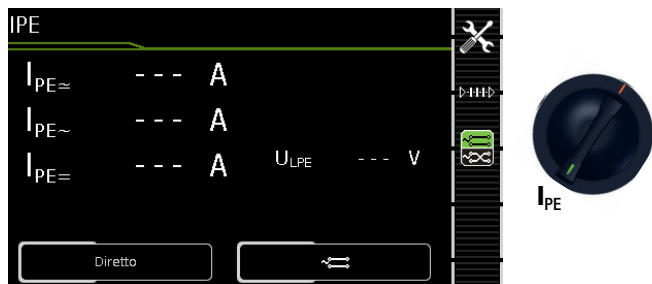 IPE
IPE≃ - - - A
IPE~ - - - A
IPE= - - - A ULPE - - - V
Diretto
IPE